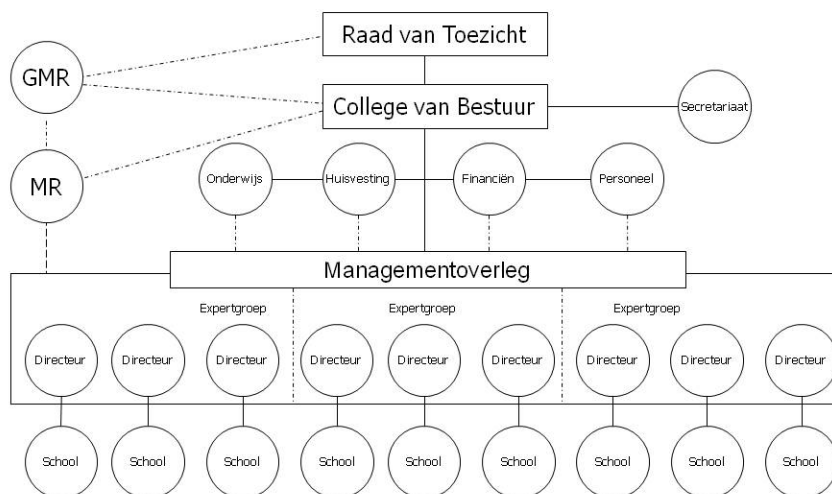 Raad van Toezicht
GMR
College van Bestuur
Secretariaat
MR
Onderwijs
Huisvesting
Financiën
Personeel
Managementoverleg
Expertgroep
Expertgroep
Expertgroep
Directeur
Directeur
Directeur
Directeur
Directeur
Directeur
Directeur
Directeur
Directeur
School
School
School
School
School
School
School
School
School